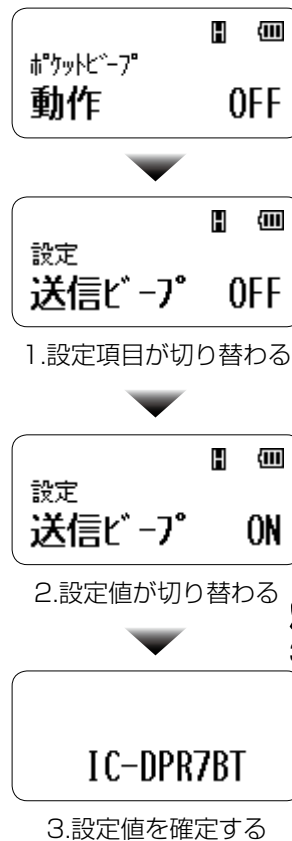 H
ﾎﾟｹｯﾄﾋﾞｰﾌﾟ
動作 OFF
H
設定
送信ﾋﾞｰﾌﾟ OFF
1.設定項目が切り替わる
H
設定
送信ﾋﾞｰﾌﾟ ON
2.設定値が切り替わる
IC-DPR7BT
3.設定値を確定する